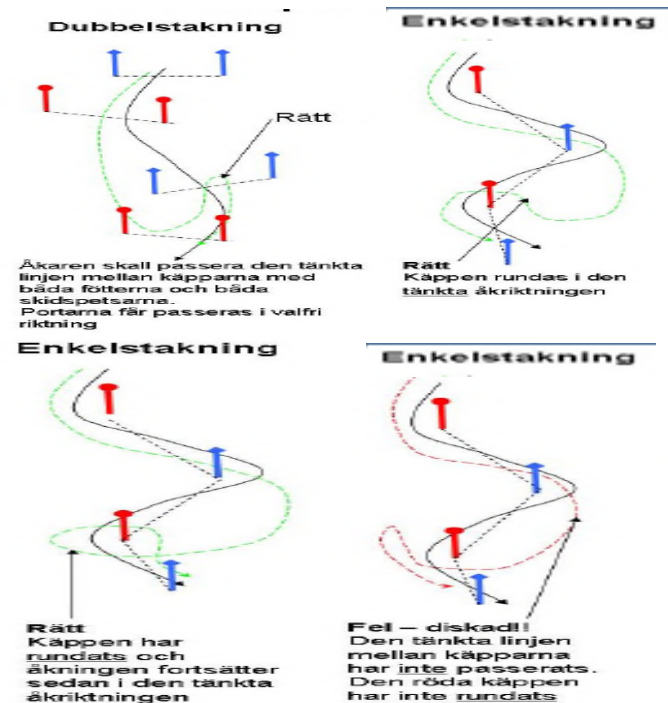 Dubbelstakning
Rätt
Åkaren skall passera den tänkta
linjen mellan käpparna med
båda fötterna och båda
skidspetsarna.
Portarna får passeras i valfri
riktning
Enkelstakning
Rätt
Käppen rundas i den
tänkta åkriktningen
Enkelstakning
Rätt
Käppen har
rundats och
åkningen fortsätter
sedan i den tänkta
åkriktningen
Enkelstakning
Fel – diskad!!
Den tänkta linjen
mellan käpparna
har inte passerats.
Den röda käppen
har inte rundats